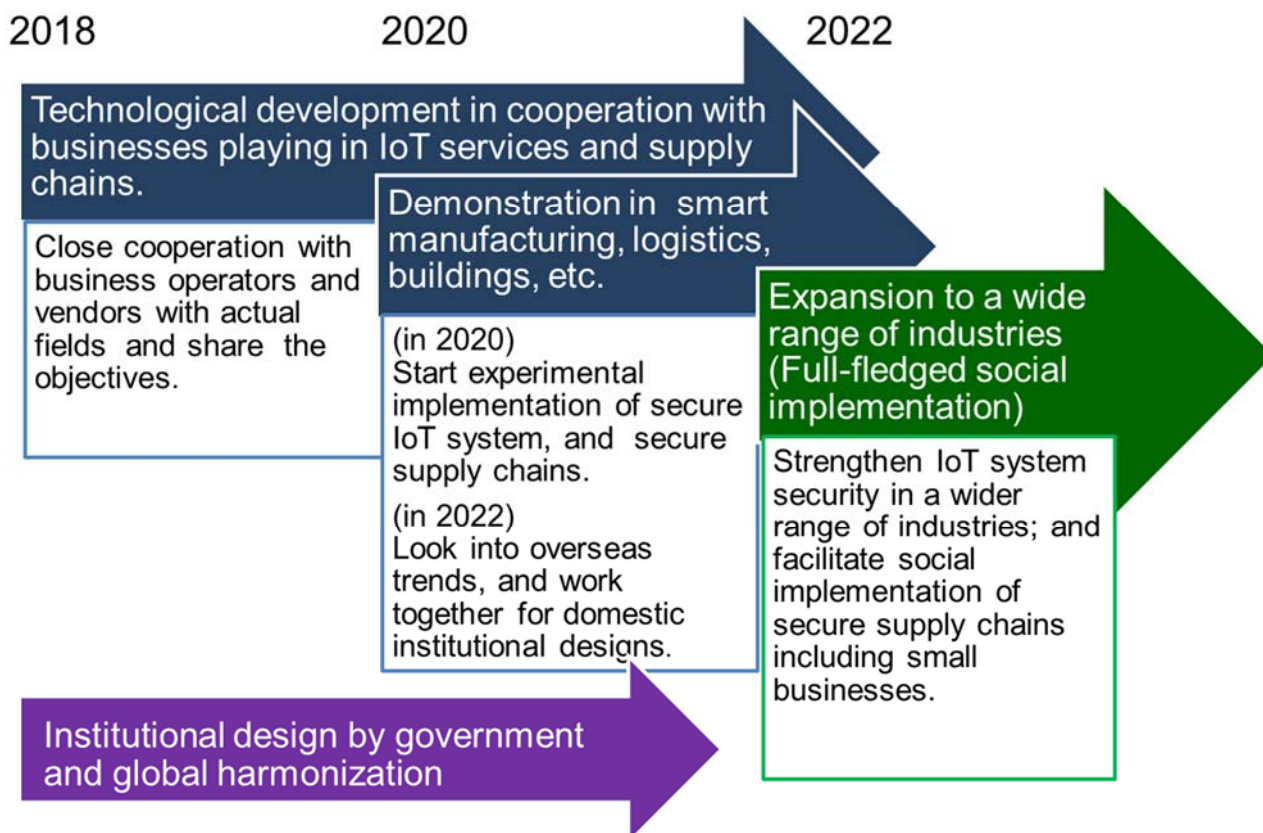 2018
2020
2022
Technological development in cooperation with
businesses playing in IoT services and supply
chains.
Close cooperation with
business operators and
vendors with actual
fields and share the
objectives.
Demonstration in smart
manufacturing, logistics,
buildings, etc.
(in 2020)
Start experimental
implementation of secure
IoT system, and secure
supply chains.
(in 2022)
Look into overseas
trends, and work
together for domestic
institutional designs.
Expansion to a wide
range of industries
(Full-fledged social
implementation)
Strengthen IoT system
security in a wider
range of industries; and
facilitate social
implementation of
secure supply chains
including small
businesses.
Institutional design by government
and global harmonization